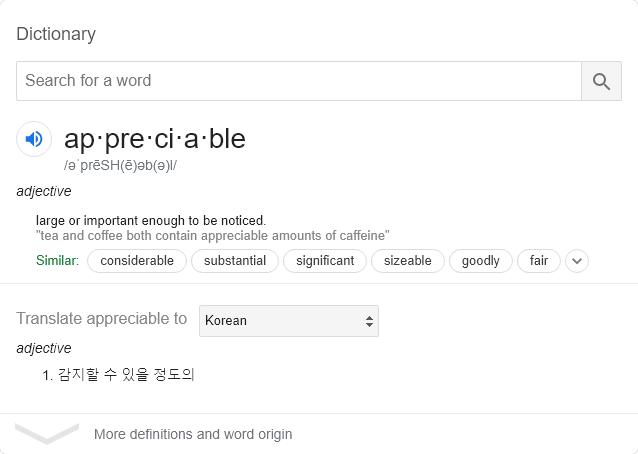 Dictionary
Search for a word
ap·pre·ci·a·ble
/əˈprēSH(ē)əb(ə)l/
adjective
large or important enough to be noticed.
"tea and coffee both contain appreciable amounts of caffeine"
Similar: considerable substantial significant sizeable goodly fair
Translate appreciable to Korean
adjective
1. 감지할 수 있을 정도의
More definitions and word origin